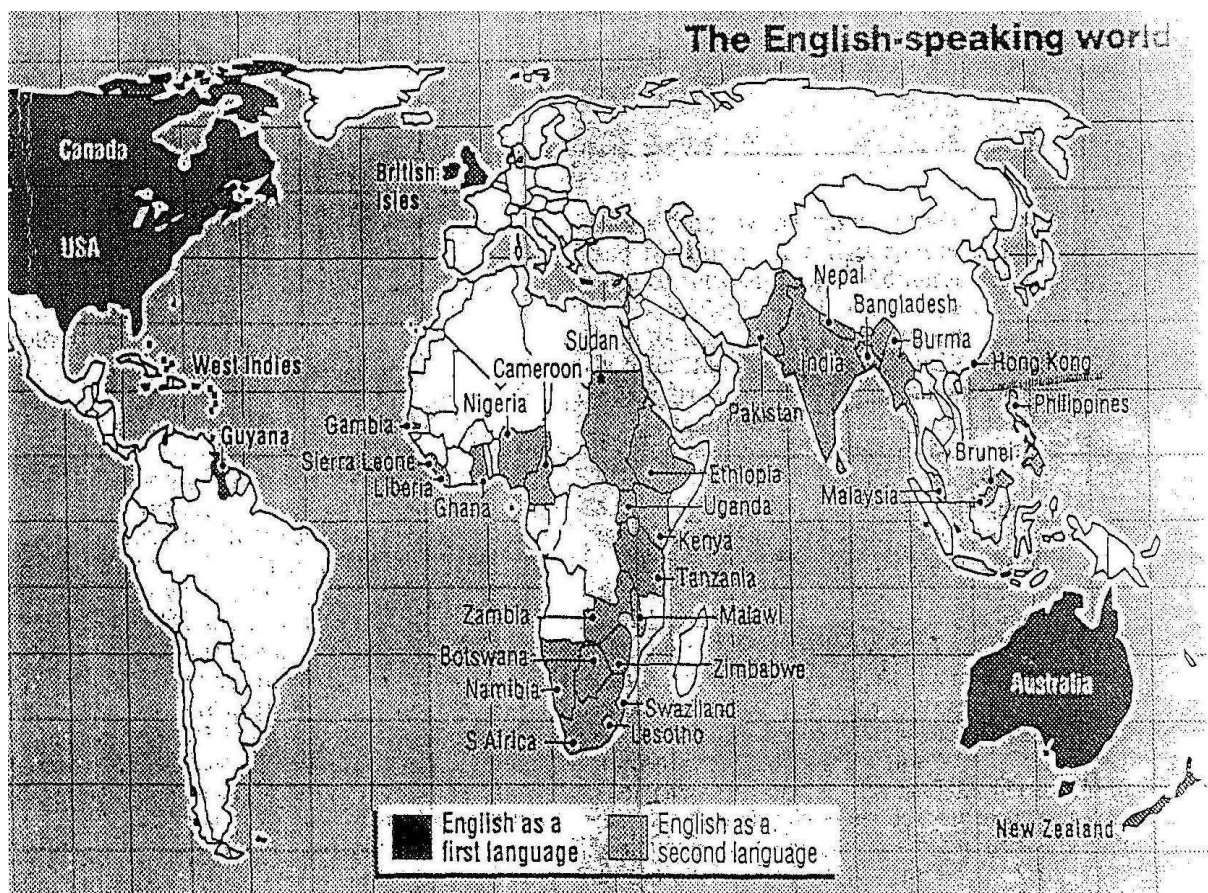 The English-speaking world
Canada
British
Isles
USA
Nepal
Bangladesh
Burma
Sudan
India
Hong Kong
West Indies
Cameroon
Nigeria
Pakistan
Philippines
Gambia
Guyana
Brunei
Sierra Leone
Ethiopia
Liberia
Malaysia
Ghana
Uganda
Kenya
Tanzania
Zambia
Malawi
Botswana
Zimbabwe
Namibia
Australia
Swaziland
Lesotho
S Africa
English as a
first language
English as a
second language
New Zealand